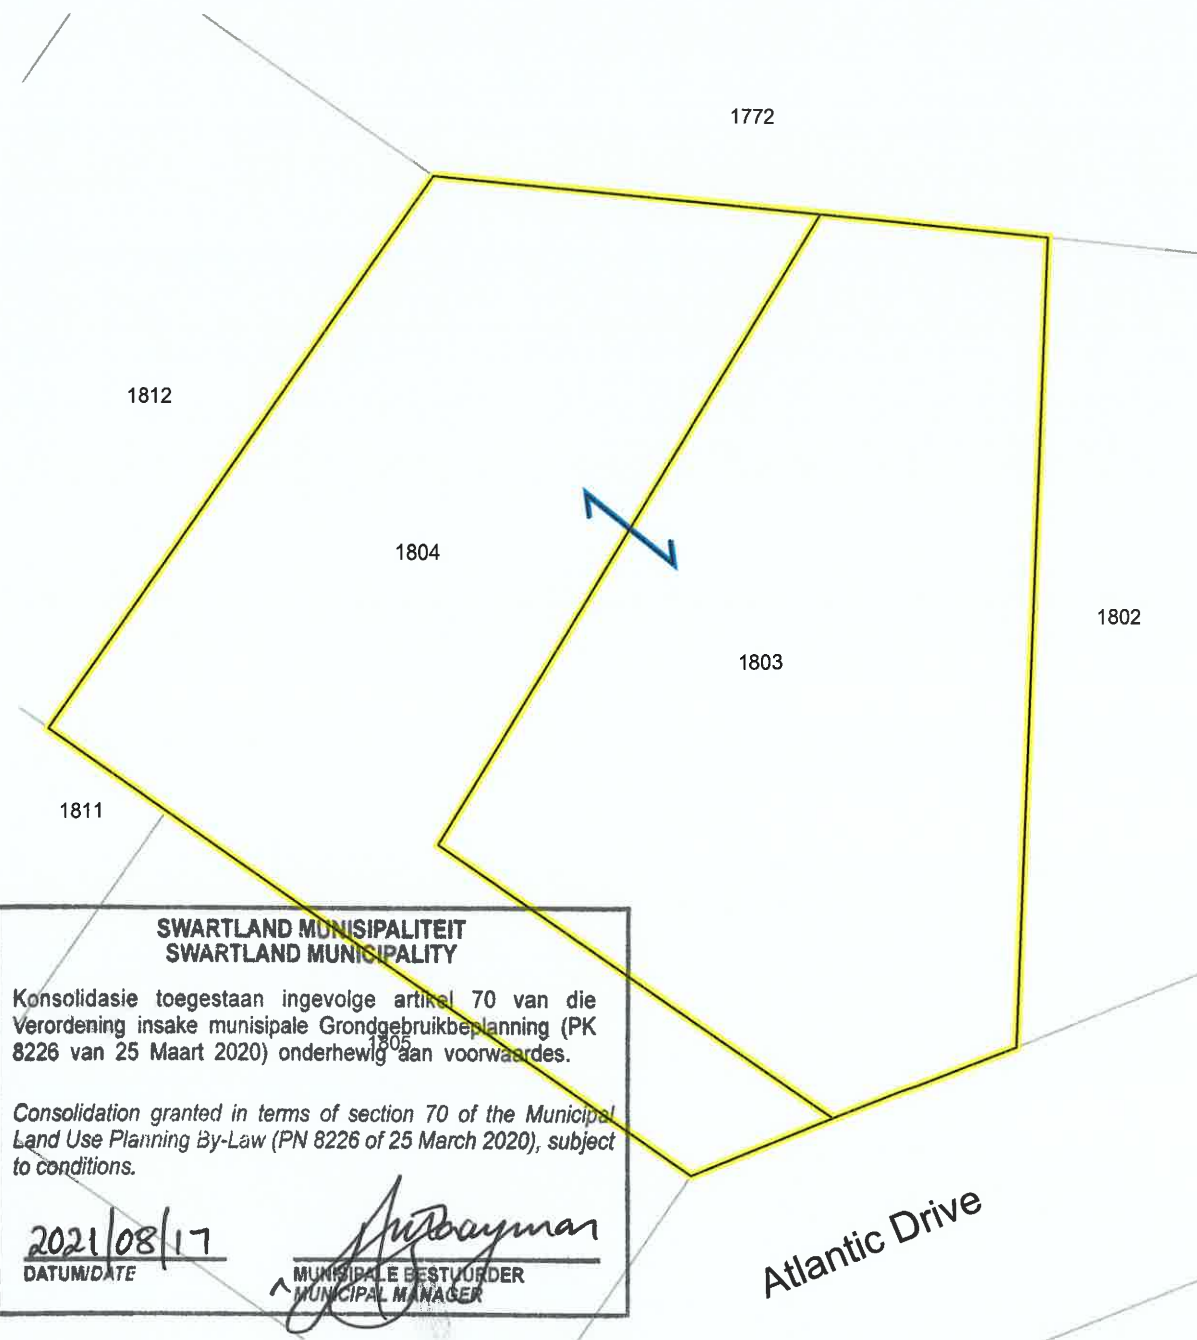 1772
1812
1804
1802
1803
1811
SWARTLAND MUNISIPALITEIT
SWARTLAND MUNICIPALITY
Konsolidasie toegestaan ingevolge artikel 70 van die
Verordening insake munisipale Grondgebruikbeplanning (PK
8226 van 25 Maart 2020) onderhewig aan voorwaardes.
1805
Consolidation granted in terms of section 70 of the Municipal
Land Use Planning By-Law (PN 8226 of 25 March 2020), subject
to conditions.
2021/08/17
DATUM/DATE
MUNISIPALE BESTUURDER
MUNICIPAL MANAGER
Atlantic Drive